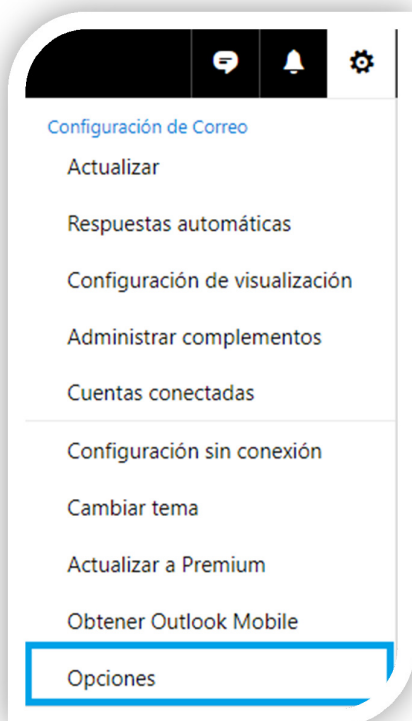 Configuración de Correo
Actualizar
Respuestas automáticas
Configuración de visualización
Administrar complementos
Cuentas conectadas
Configuración sin conexión
Cambiar tema
Actualizar a Premium
Obtener Outlook Mobile
Opciones